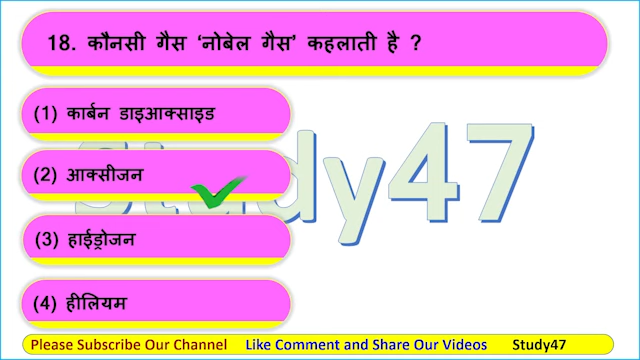 18. कौनसी गैस ‘नोबेल गैस’ कहलाती है ?
(1) कार्बन डाइआक्साइड
(2) आक्सीजन
(3) हाईड्रोजन
(4) हीलियम
Study47
Please Subscribe Our Channel Like Comment and Share Our Videos Study47